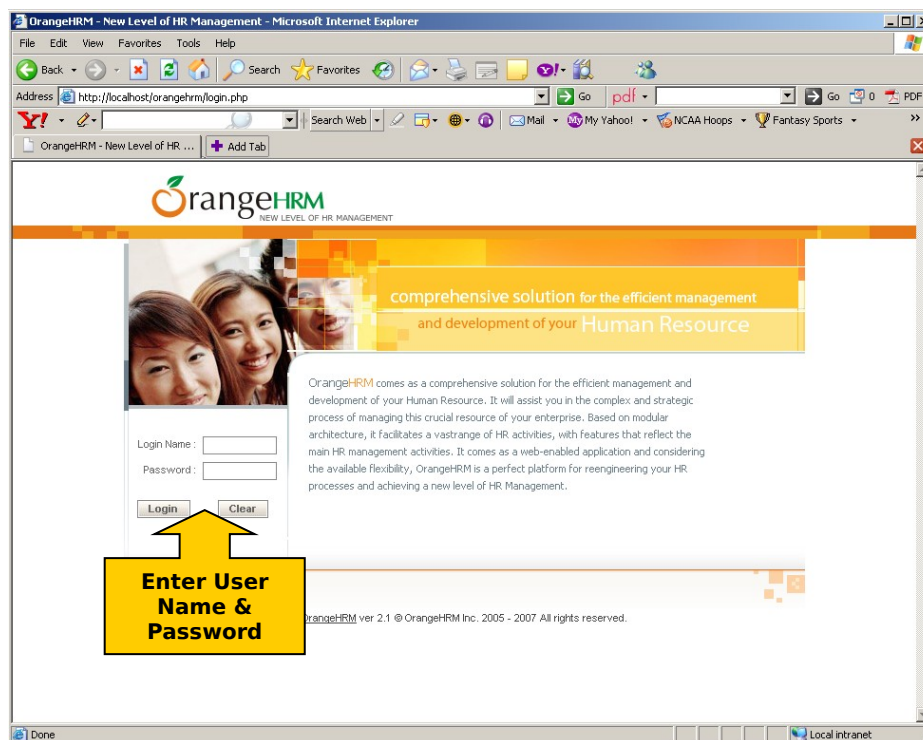 OrangeHRM - New Level of HR Management - Microsoft Internet Explorer
File Edit View Favorites Tools Help
Back Search Favorites
Address http://localhost/orangehrm/login.php Go pdf Go 0 PDF
Y! Search Web Mail My Yahoo! NCAA Hoops Fantasy Sports »
OrangeHRM - New Level of HR ... Add Tab
OrangeHRM
NEW LEVEL OF HR MANAGEMENT
comprehensive solution for the efficient management
and development of your Human Resource
OrangeHRM comes as a comprehensive solution for the efficient management and
development of your Human Resource. It will assist you in the complex and strategic
process of managing this crucial resource of your enterprise. Based on modular
architecture, it facilitates a vastrange of HR activities, with features that reflect the
main HR management activities. It comes as a web-enabled application and considering
the available flexibility, OrangeHRM is a perfect platform for reengineering your HR
processes and achieving a new level of HR Management.
Login Name :
Password :
Login Clear
Enter User
Name &
Password
OrangeHRM ver 2.1 © OrangeHRM Inc. 2005 - 2007 All rights reserved.
Done Local intranet